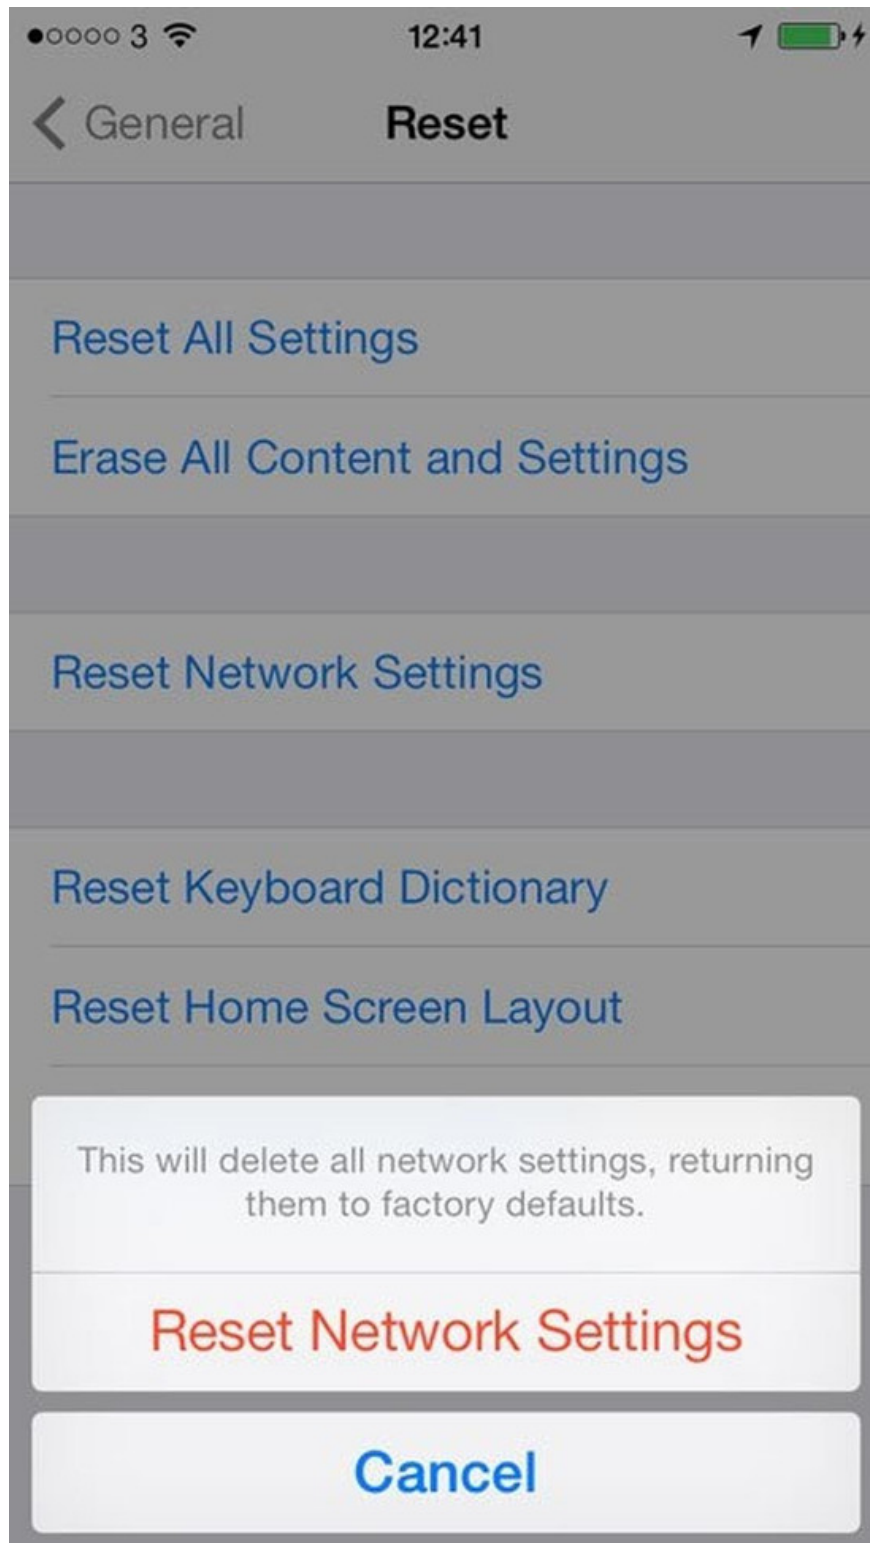 3 12:41
General Reset
Reset All Settings
Erase All Content and Settings
Reset Network Settings
Reset Keyboard Dictionary
Reset Home Screen Layout
This will delete all network settings, returning
them to factory defaults.
Reset Network Settings
Cancel